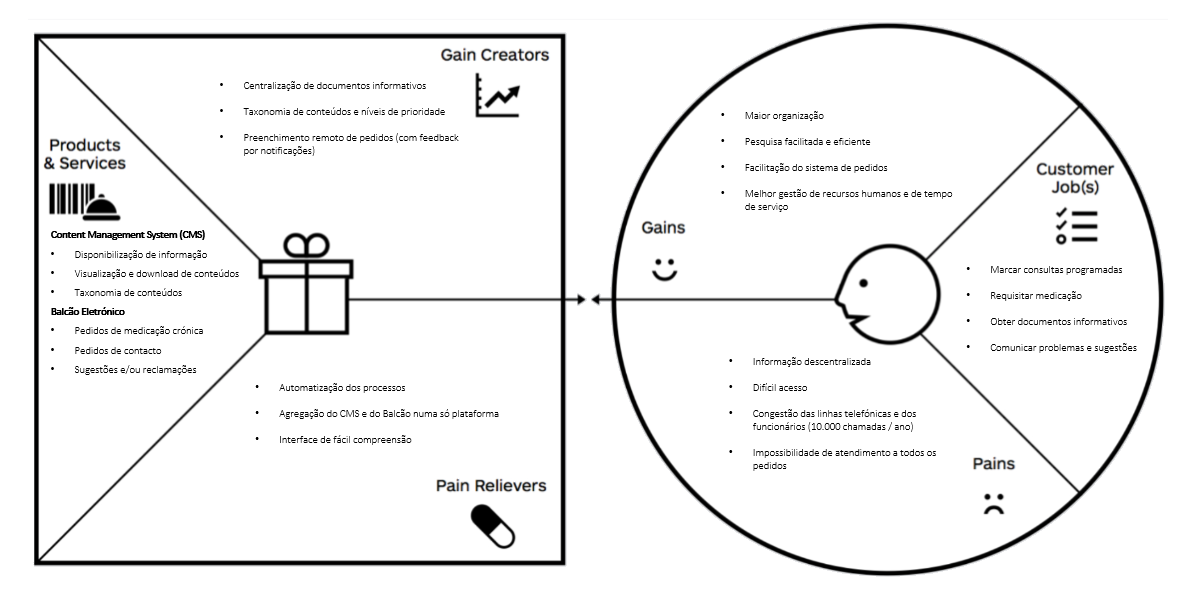 Gain Creators
• Centralização de documentos informativos
• Taxonomia de conteúdos e níveis de prioridade
• Preenchimento remoto de pedidos (com feedback
por notificações)
Products
& Services
Content Management System (CMS)
• Disponibilização de informação
• Visualização e download de conteúdos
• Taxonomia de conteúdos
Balcão Eletrónico
• Pedidos de medicação crónica
• Pedidos de contacto
• Sugestões e/ou reclamações
• Automatização dos processos
• Agregação do CMS e do Balcão numa só plataforma
• Interface de fácil compreensão
Pain Relievers
• Maior organização
• Pesquisa facilitada e eficiente
• Facilitação do sistema de pedidos
• Melhor gestão de recursos humanos e de tempo
de serviço
Gains
Customer
Job(s)
• Marcar consultas programadas
• Requisitar medicação
• Obter documentos informativos
• Comunicar problemas e sugestões
• Informação descentralizada
• Difícil acesso
• Congestão das linhas telefónicas e dos
funcionários (10.000 chamadas / ano)
• Impossibilidade de atendimento a todos os
pedidos
Pains